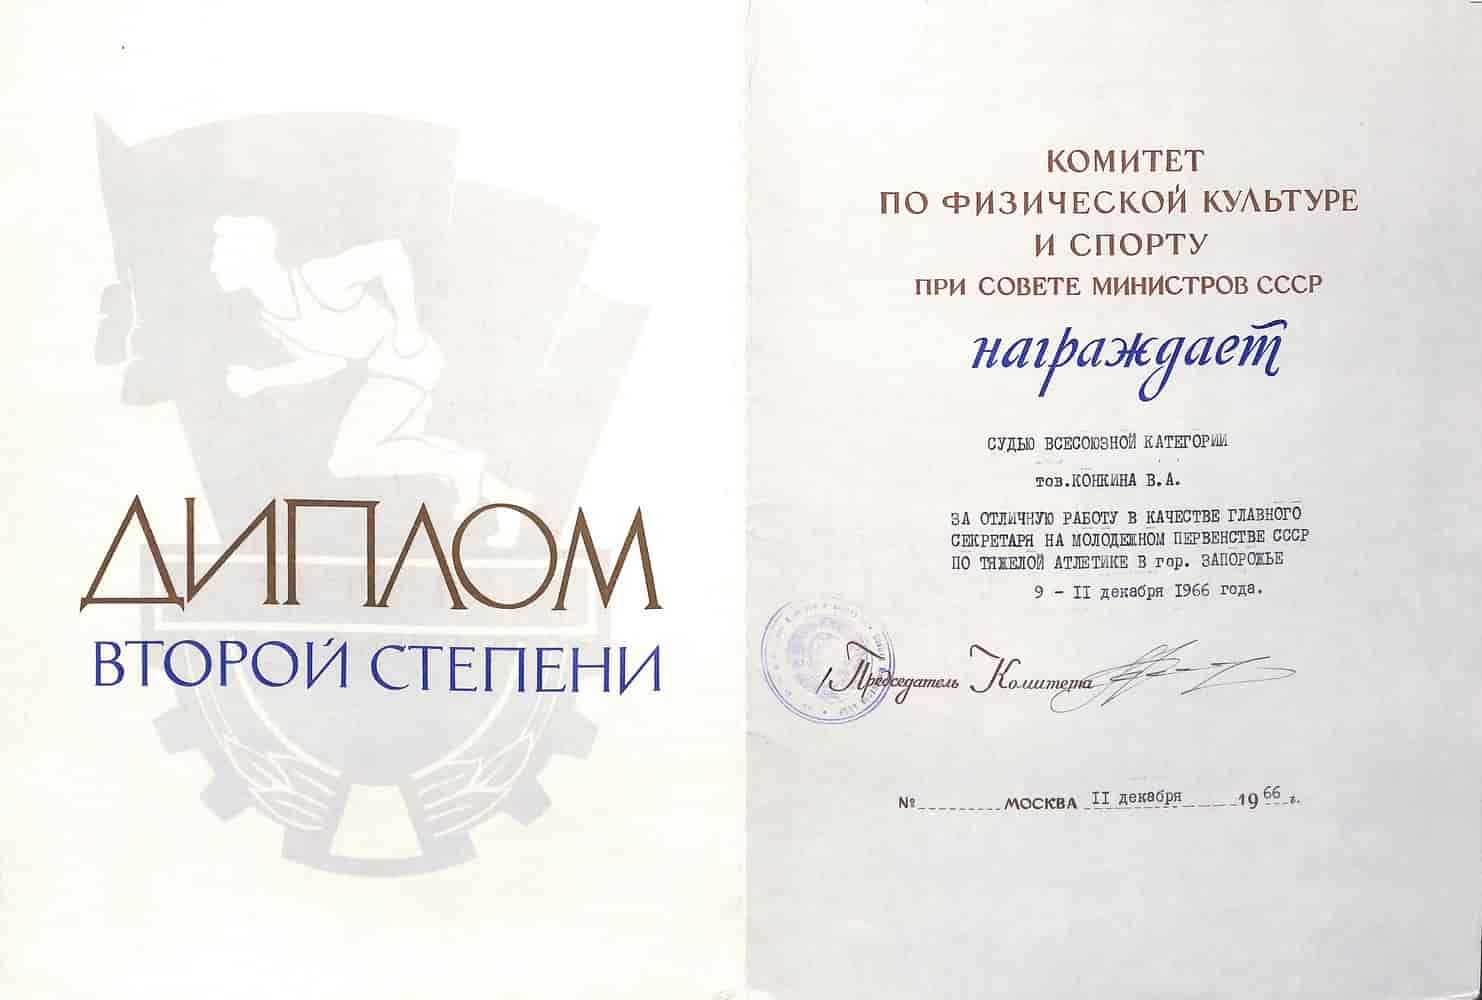 ДИПЛОМ
ВТОРОЙ СТЕПЕНИ
КОМИТЕТ
ПО ФИЗИЧЕСКОЙ КУЛЬТУРЕ
И СПОРТУ
ПРИ СОВЕТЕ МИНИСТРОВ СССР
награждает
СУДЬЮ ВСЕСОЮЗНОЙ КАТЕГОРИИ
тов.КОНКИНА В.А.
ЗА ОТЛИЧНУЮ РАБОТУ В КАЧЕСТВЕ ГЛАВНОГО
СЕКРЕТАРЯ НА МОЛОДЕЖНОМ ПЕРВЕНСТВЕ СССР
ПО ТЯЖЕЛОЙ АТЛЕТИКЕ В гор. ЗАПОРОЖЬЕ
9 - II декабря 1966 года.
Председатель Комитета
№ МОСКВА II декабря 1966 г.